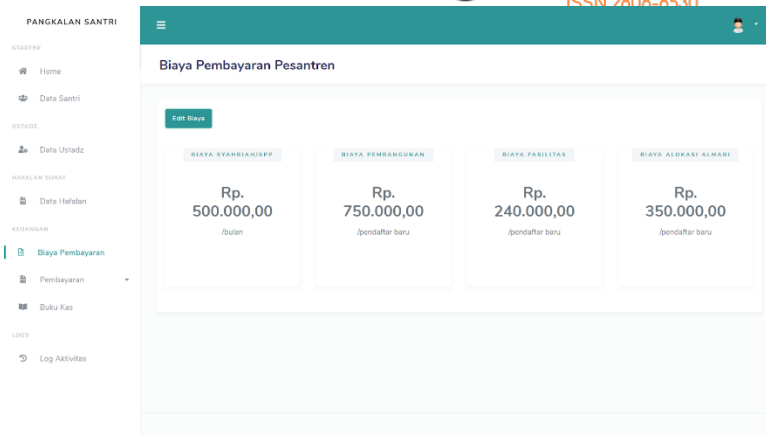 ISSN 2808-8530
PANGKALAN SANTRI
STARTER
Home
Data Santri
USTADZ
Data Ustadz
HAFALAN SURAT
Data Hafalan
KEUANGAN
Biaya Pembayaran
Pembayaran
Buku Kas
LOGS
Log Aktivitas
Biaya Pembayaran Pesantren
Edit Biaya
BIAYA SYAHRIAH/SPP
Rp.
500.000,00
/bulan
BIAYA PEMBANGUNAN
Rp.
750.000,00
/pendaftar baru
BIAYA FASILITAS
Rp.
240.000,00
/pendaftar baru
BIAYA ALOKASI ALMARI
Rp.
350.000,00
/pendaftar baru